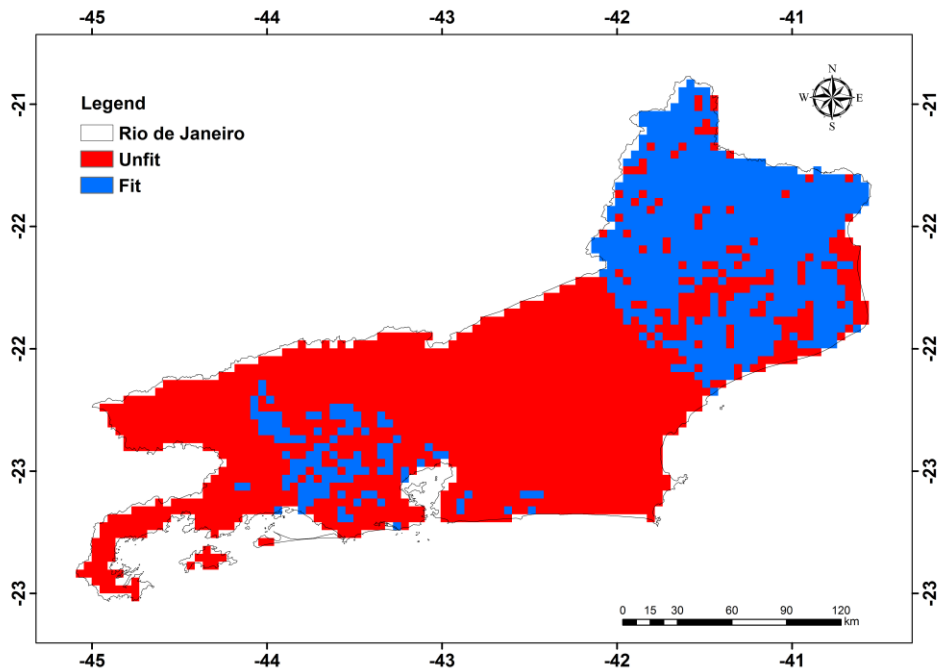 -45 -44 -43 -42 -41
-21 -21
N
W E
S
Legend
Rio de Janeiro
Unfit
Fit
-22 -22
-22 -22
-23 -23
-23 -23
0 15 30 60 90 120
km
-45 -44 -43 -42 -41